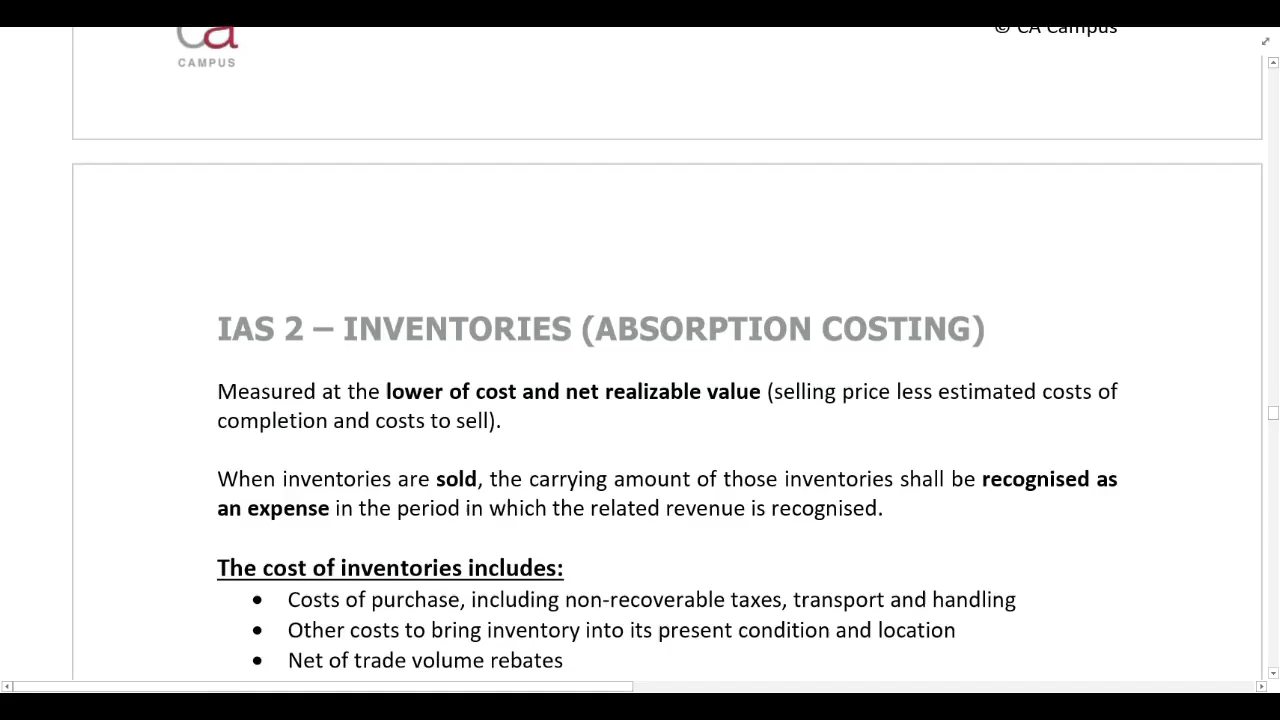 ca
© CA Campus
CAMPUS
IAS 2 – INVENTORIES (ABSORPTION COSTING)
Measured at the lower of cost and net realizable value (selling price less estimated costs of
completion and costs to sell).
When inventories are sold, the carrying amount of those inventories shall be recognised as
an expense in the period in which the related revenue is recognised.
The cost of inventories includes:
• Costs of purchase, including non-recoverable taxes, transport and handling
• Other costs to bring inventory into its present condition and location
• Net of trade volume rebates